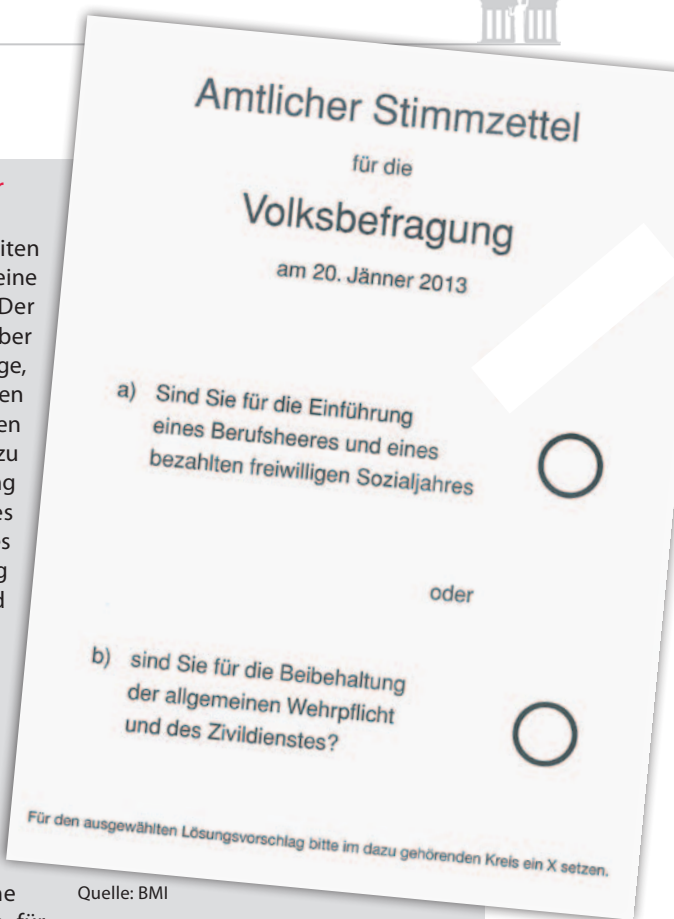 Amtlicher Stimmzettel
für die
Volksbefragung
am 20. Jänner 2013
a) Sind Sie für die Einführung
eines Berufsheeres und eines
bezahlten freiwilligen Sozialjahres
oder
b) sind Sie für die Beibehaltung
der allgemeinen Wehrpflicht
und des Zivildienstes?
Für den ausgewählten Lösungsvorschlag bitte im dazu gehörenden Kreis ein X setzen.
Quelle: BMI